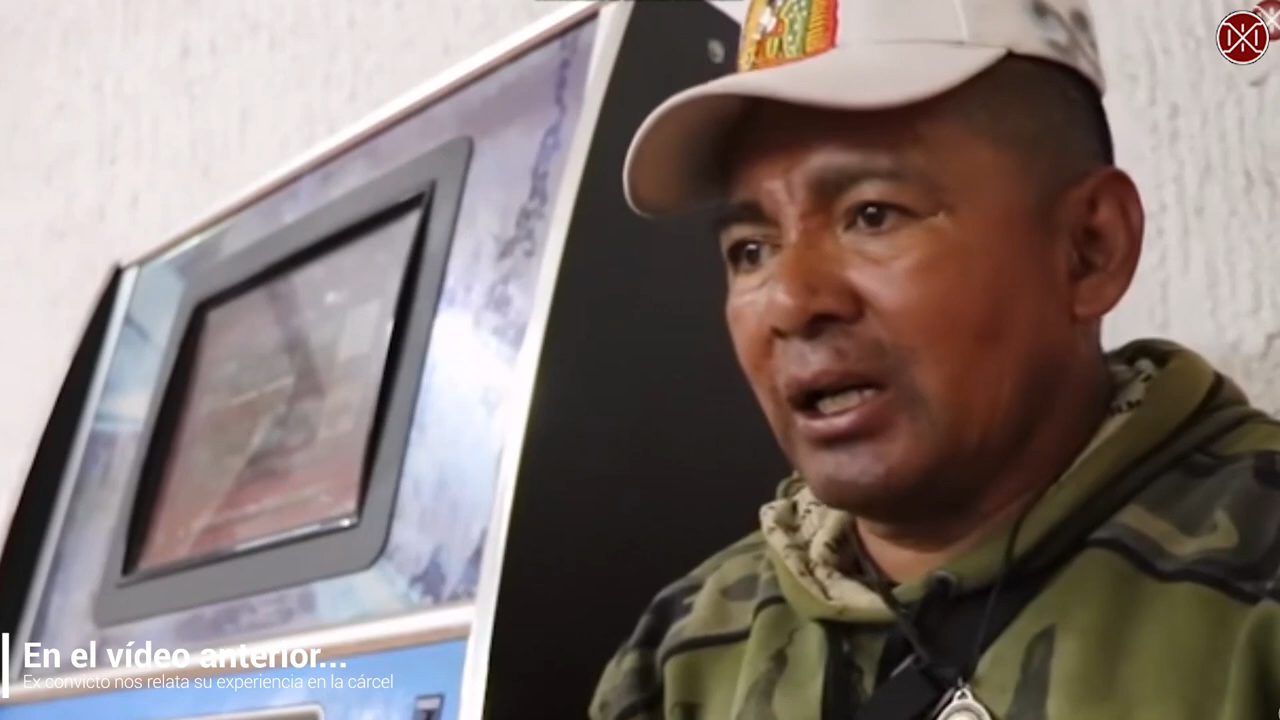 En el vídeo anterior...
Ex convicto nos relata su experiencia en la cárcel